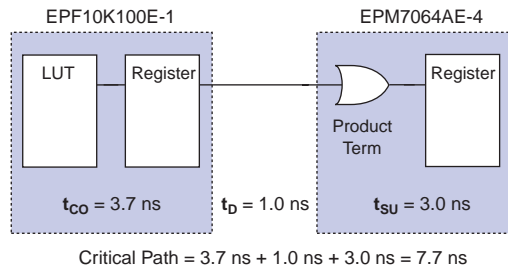 EPF10K100E-1
EPM7064AE-4
LUT
Register
Register
Product
Term
tCO = 3.7 ns
tD = 1.0 ns
tSU = 3.0 ns
Critical Path = 3.7 ns + 1.0 ns + 3.0 ns = 7.7 ns